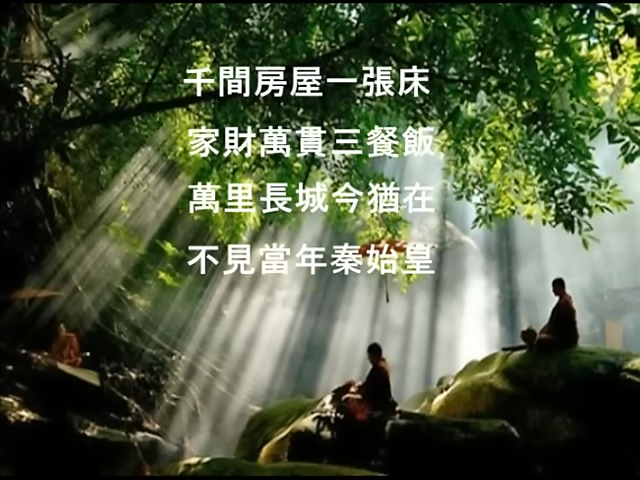 千間房屋一張床
家財萬貫三餐飯
萬里長城今猶在
不見當年秦始皇